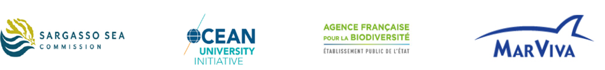 SARGASSO SEA
COMMISSION
OCEAN
UNIVERSITY
INITIATIVE
AGENCE FRANÇAISE
POUR LA BIODIVERSITÉ
ÉTABLISSEMENT PUBLIC DE L'ÉTAT
MARVIVA